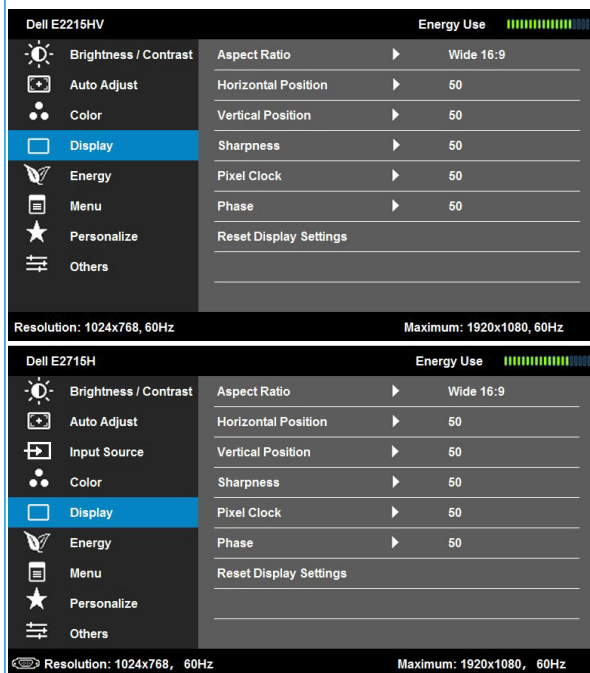 Dell E2215HV Energy Use
Brightness / Contrast Aspect Ratio Wide 16:9
Auto Adjust Horizontal Position 50
Color Vertical Position 50
Display Sharpness 50
Energy Pixel Clock 50
Menu Phase 50
Personalize Reset Display Settings
Others
Resolution: 1024x768, 60Hz Maximum: 1920x1080, 60Hz
Dell E2715H Energy Use
Brightness / Contrast Aspect Ratio Wide 16:9
Auto Adjust Horizontal Position 50
Input Source Vertical Position 50
Color Sharpness 50
Display Pixel Clock 50
Energy Phase 50
Menu Reset Display Settings
Personalize
Others
Resolution: 1024x768, 60Hz Maximum: 1920x1080, 60Hz